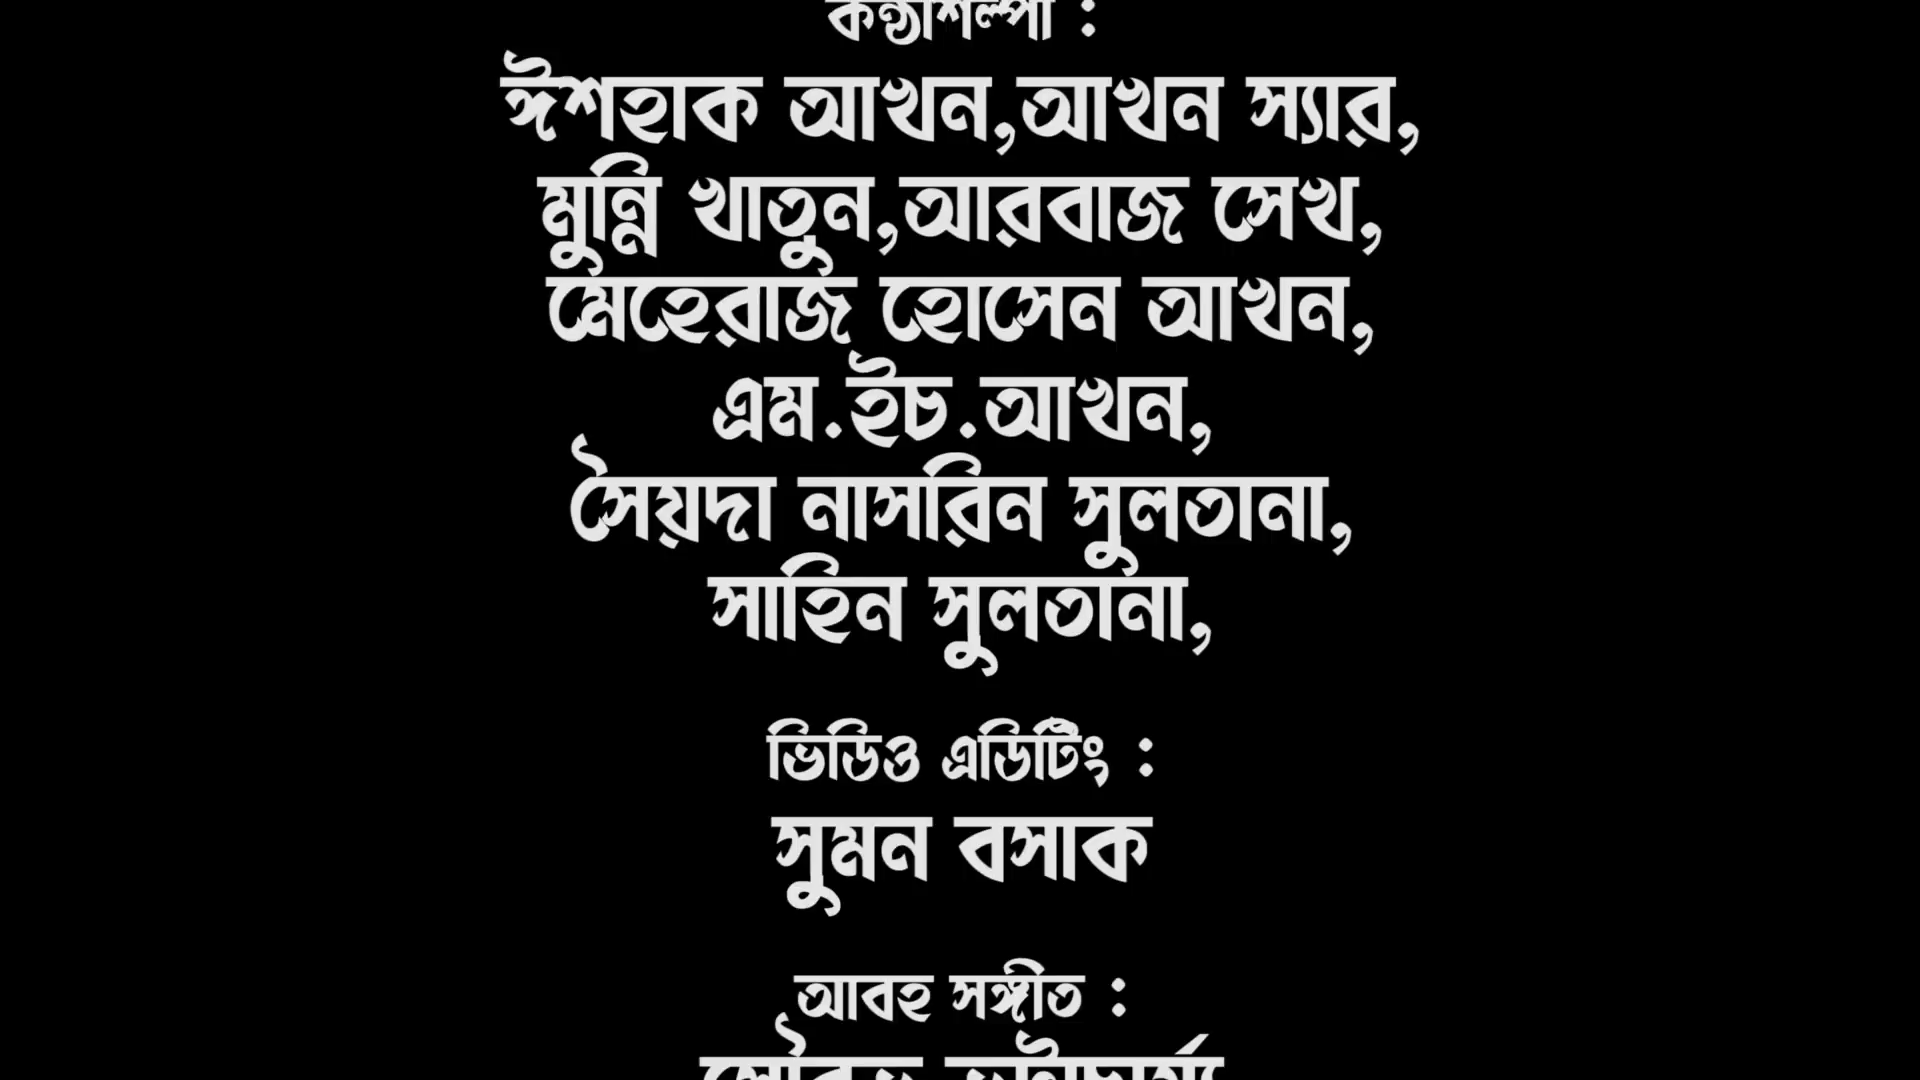 কন্ঠশিল্পী :
ঈশহাক আখন,আখন স্যার,
মুন্নি খাতুন,আরবাজ সেখ,
মেহেরাজ হোসেন আখন,
এম.ইচ.আখন,
সৈয়দা নাসরিন সুলতানা,
সাহিন সুলতানা,
ভিডিও এডিটিং :
সুমন বসাক
আবহ সঙ্গীত :